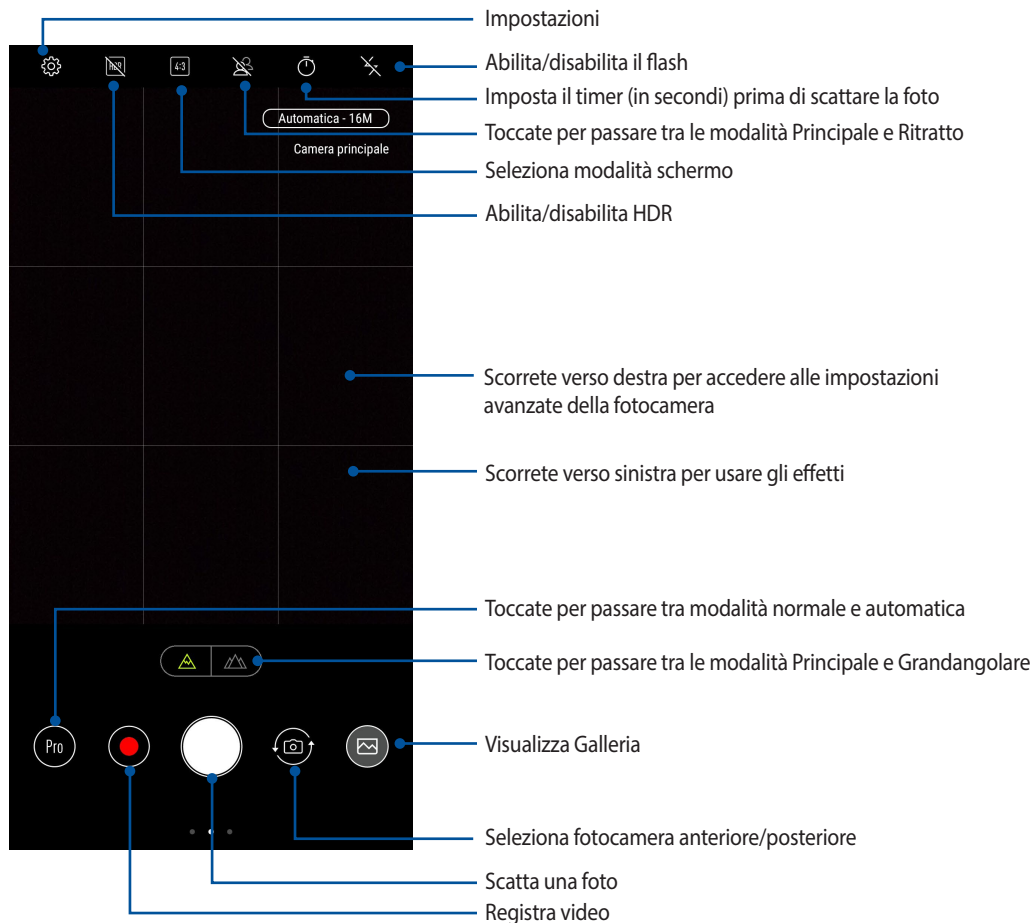 Impostazioni
Abilita/disabilita il flash
HDR
4:3
Imposta il timer (in secondi) prima di scattare la foto
Automatica - 16M
Toccate per passare tra le modalità Principale e Ritratto
Camera principale
Seleziona modalità schermo
Abilita/disabilita HDR
Scorrete verso destra per accedere alle impostazioni
avanzate della fotocamera
Scorrete verso sinistra per usare gli effetti
Toccate per passare tra modalità normale e automatica
Toccate per passare tra le modalità Principale e Grandangolare
Pro
Visualizza Galleria
Seleziona fotocamera anteriore/posteriore
Scatta una foto
Registra video